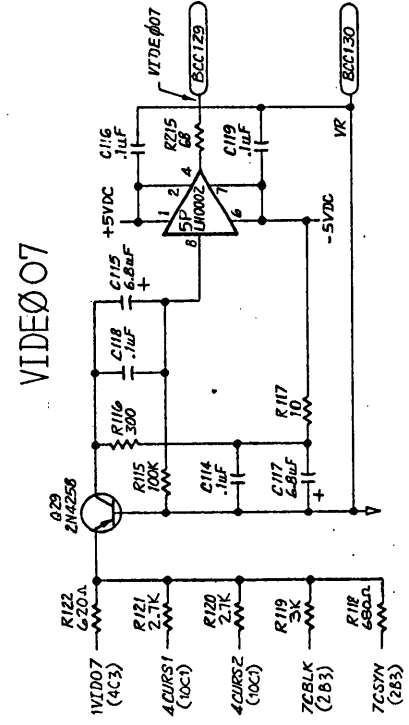 VIDEØ07
VIDEØ07
BCC129
BCC130
+5VDC
C116
.1uF
R215
68
C119
.1uF
VR
1
2
4
5P
LH0002
8
6
7
-5VDC
C115
6.8uF
+
C118
.1uF
R116
300
R115
100K
C114
.1uF
C117
6.8uF
+
R117
10
Q29
2N4258
R122
620Ω
1VID07
(4C3)
R121
2.7K
4CURS1
(10C1)
R120
2.7K
4CURS2
(10C1)
R119
3K
7CBLK
(2B3)
R118
680Ω
7CSYN
(2B3)